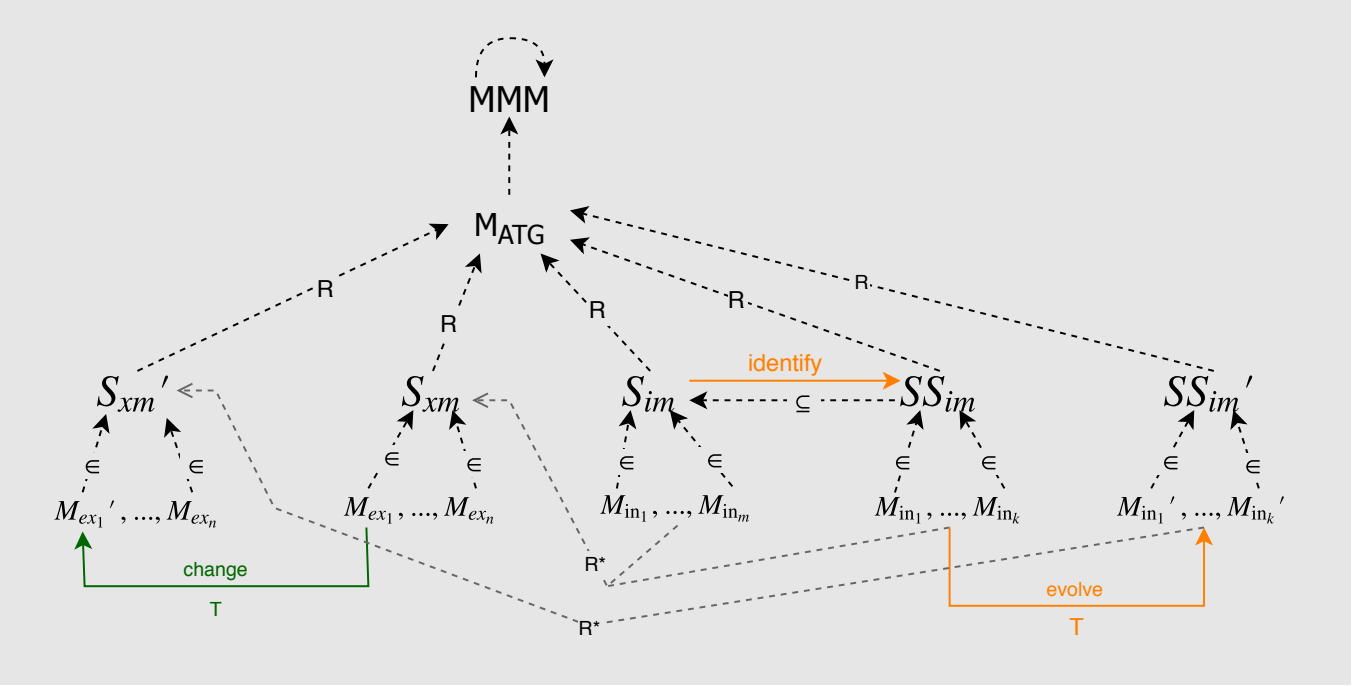 MMM
M_ATG
R
R
R
R
R
identify
S_xm′
S_xm
S_im
⊆
SS_im
SS_im′
∈ ∈ ∈ ∈ ∈ ∈ ∈ ∈ ∈ ∈
M_ex₁′, ..., M_exₙ
M_ex₁, ..., M_exₙ
M_in₁, ..., M_inₘ
M_in₁, ..., M_inₖ
M_in₁′, ..., M_inₖ′
R*
change
T
evolve
T
R*